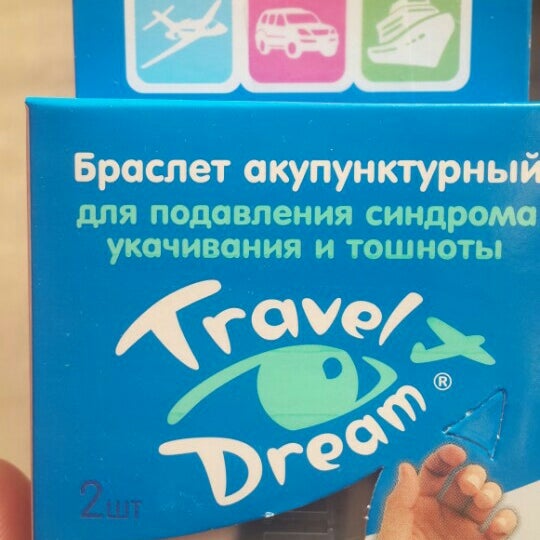 Браслет акупунктурный
для подавления синдрома
укачивания и тошноты
Travel
Dream®
2шт